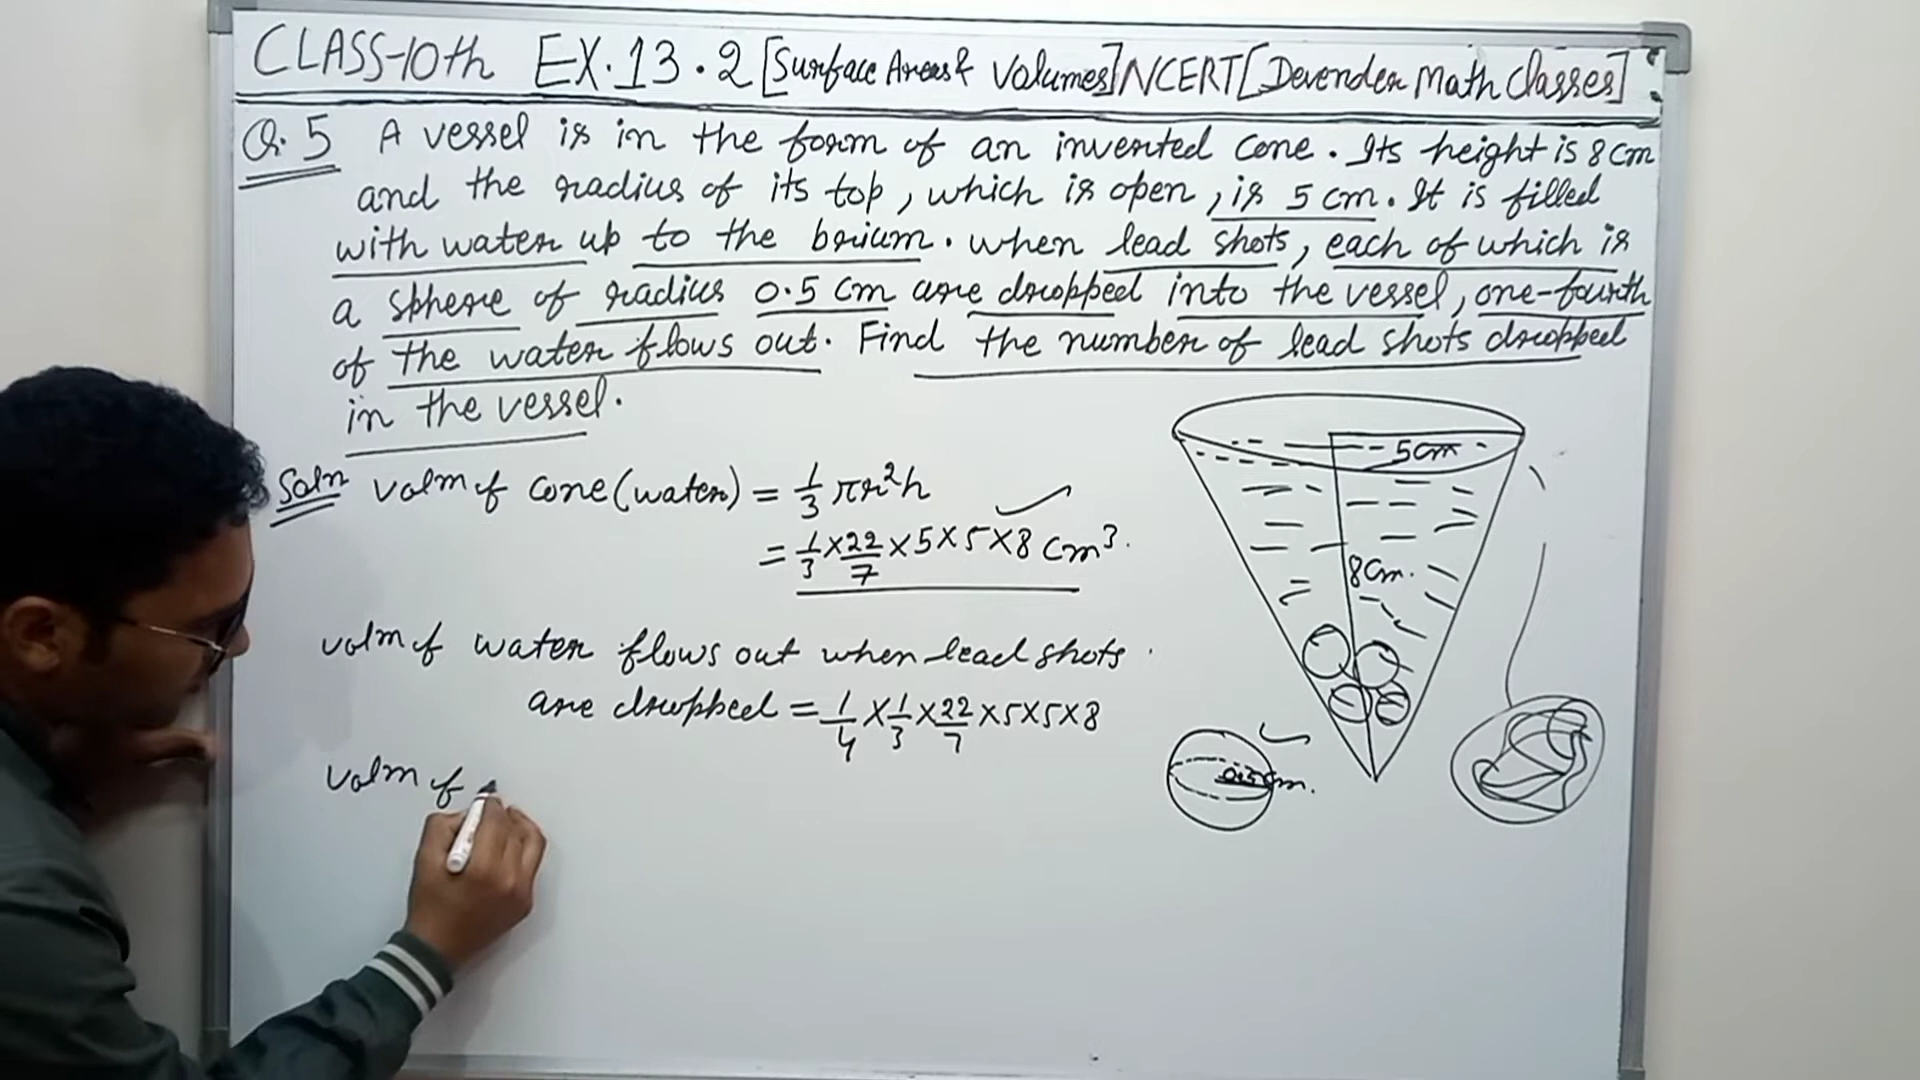 CLASS-10th EX.13.2 [Surface Areas & Volumes] NCERT [Devender Math Classes]
Q.5 A vessel is in the form of an inverted cone. Its height is 8 cm
and the radius of its top, which is open, is 5 cm. It is filled
with water up to the brium. when lead shots, each of which is
a sphere of radius 0.5 cm are dropped into the vessel, one-fourth
of the water flows out. Find the number of lead shots dropped
in the vessel.
Soln volm of cone (water) = 1/3 πr²h
= 1/3 × 22/7 × 5 × 5 × 8 cm³.
volm of water flows out when lead shots
are dropped = 1/4 × 1/3 × 22/7 × 5 × 5 × 8
volm of
5cm
8cm.
0.5cm.